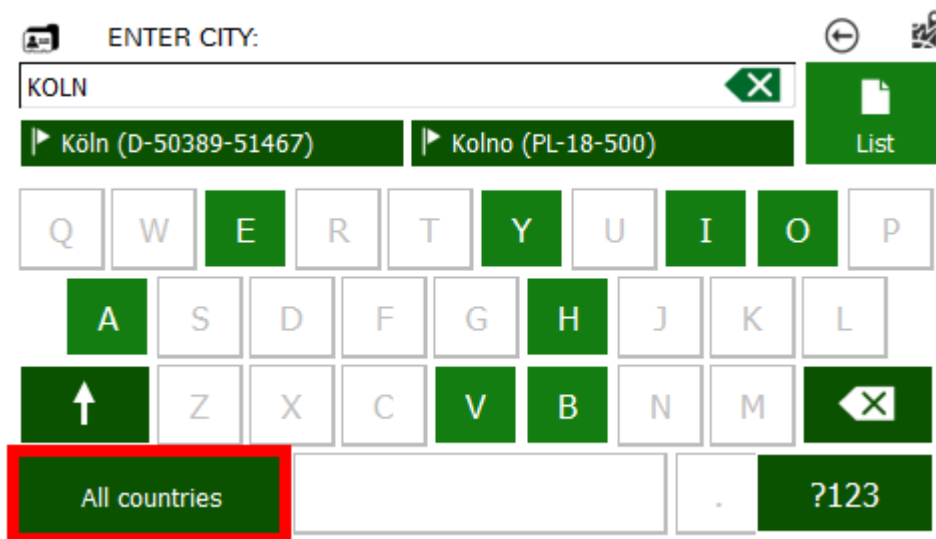 ENTER CITY:
KOLN
Köln (D-50389-51467) Kolno (PL-18-500) List
Q W E R T Y U I O P
A S D F G H J K L
Z X C V B N M
All countries . ?123